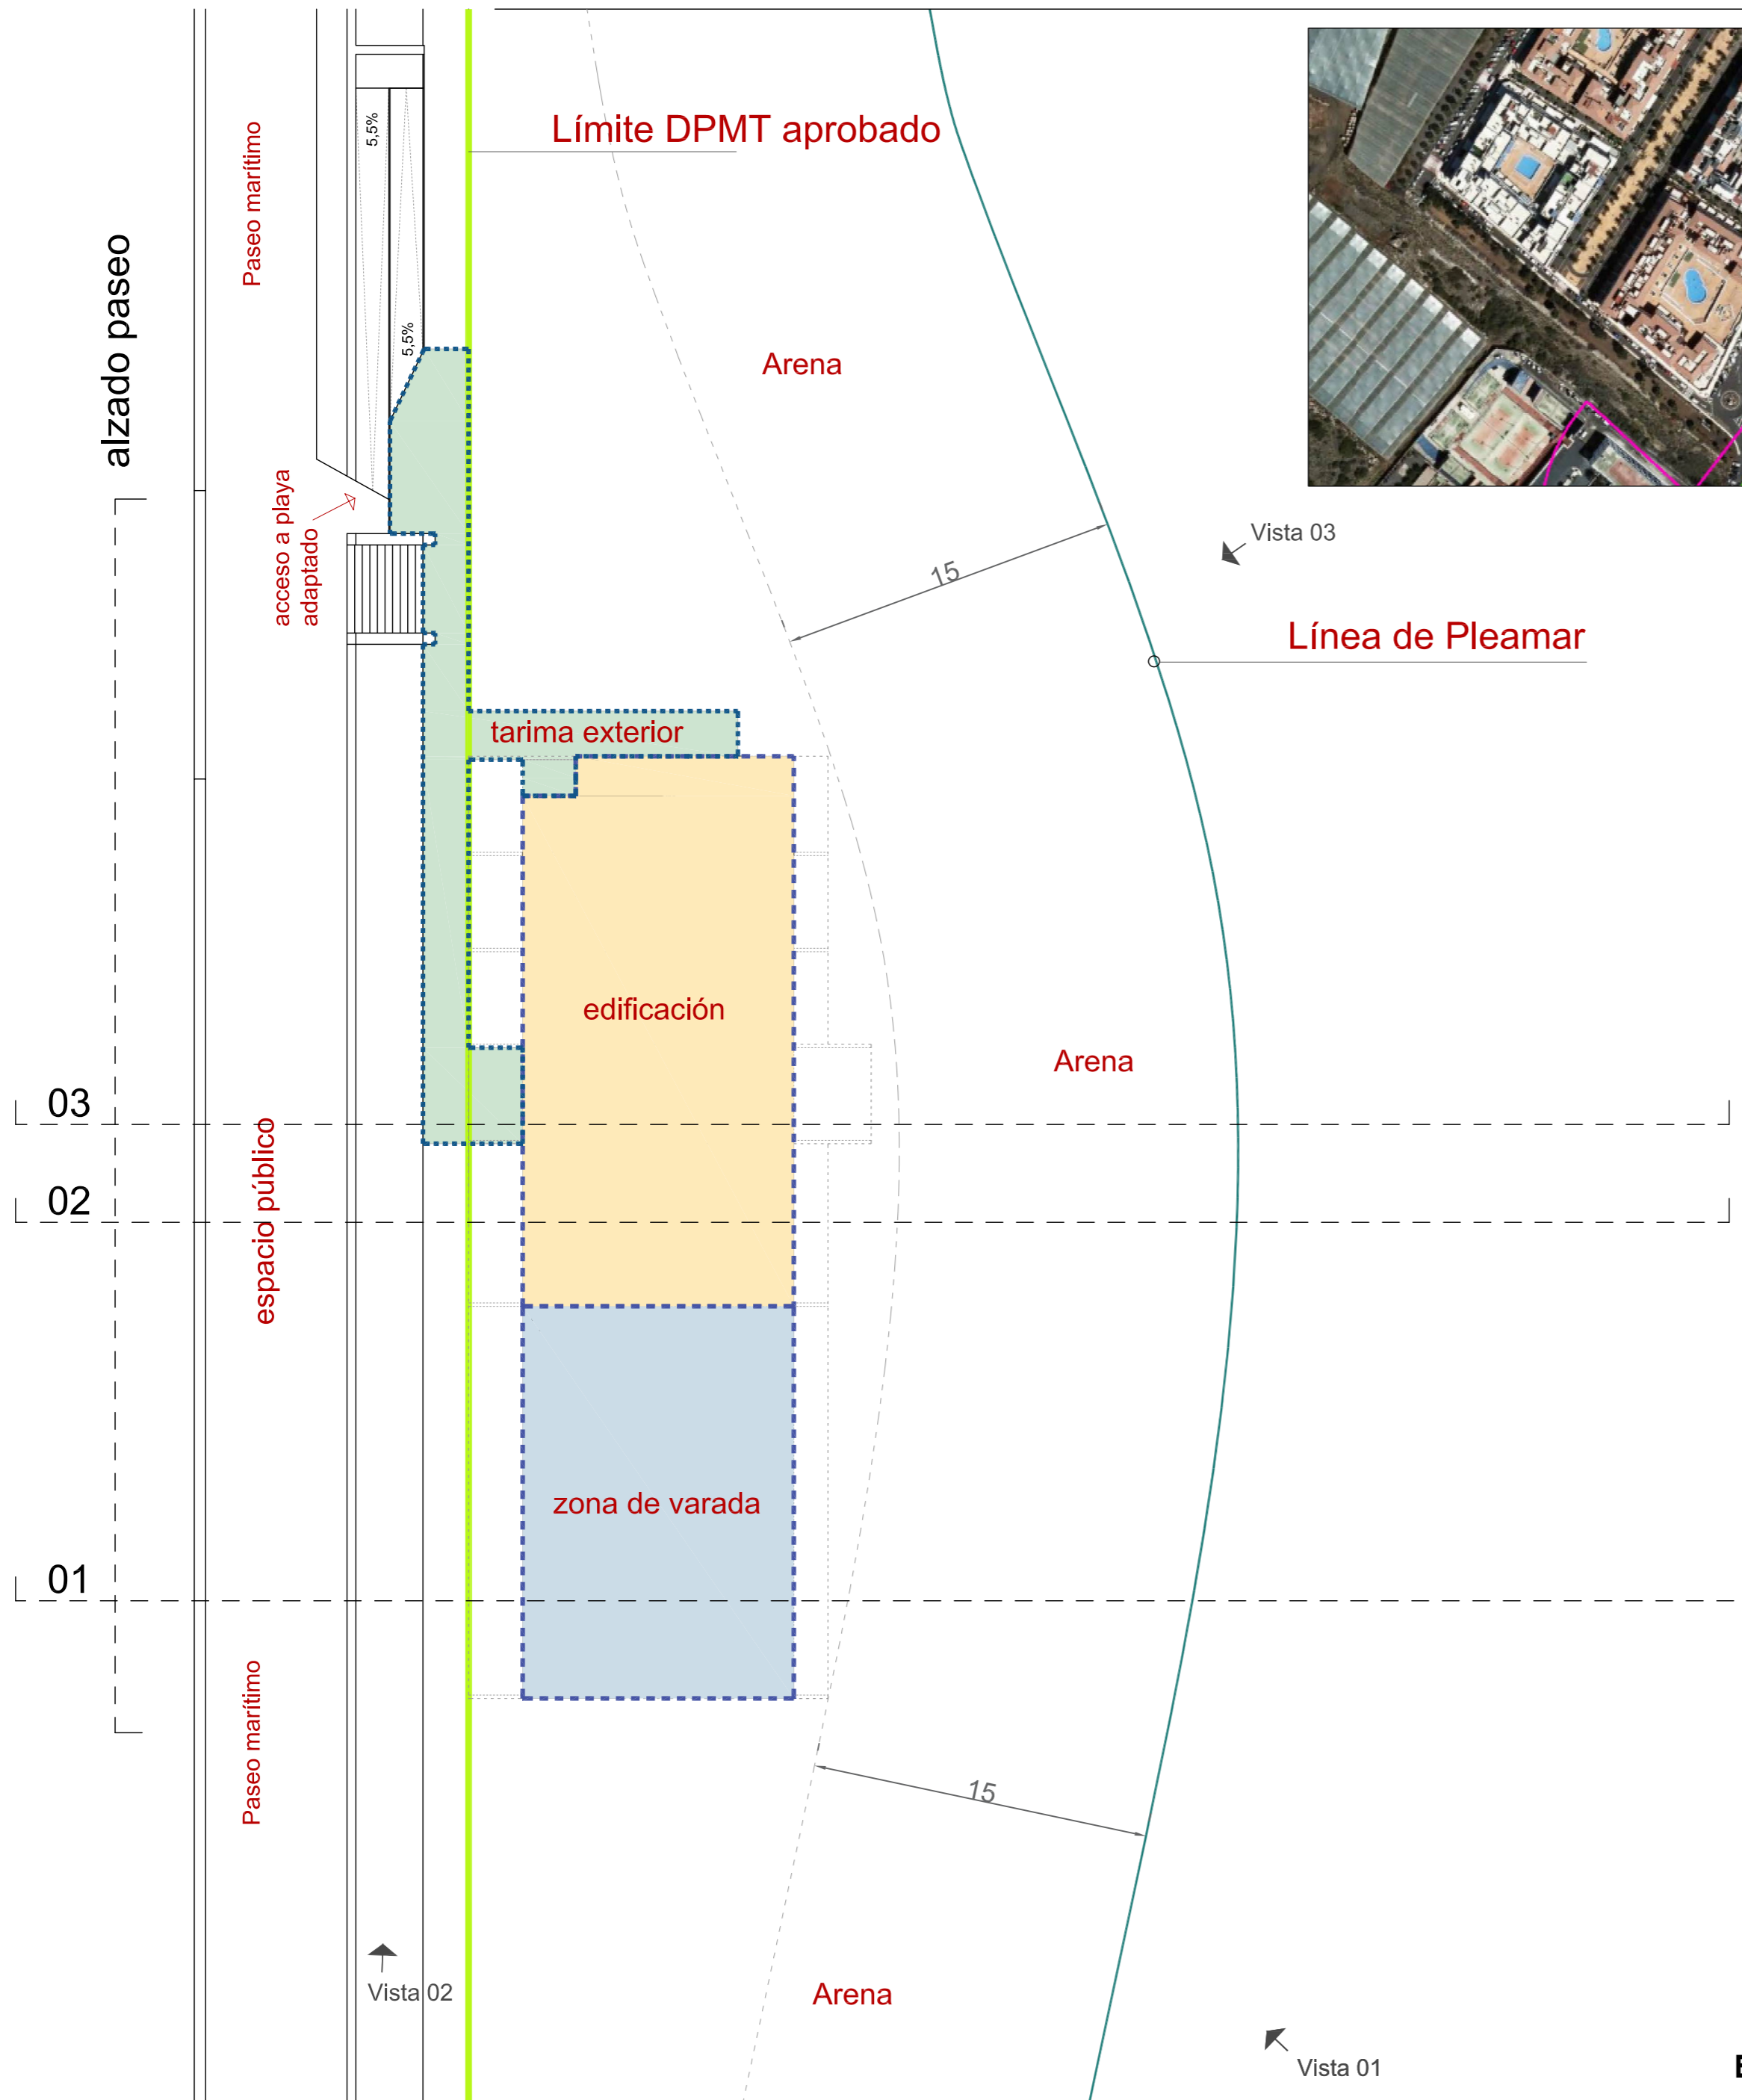 Límite DPMT aprobado
Paseo marítimo
5,5%
5,5%
alzado paseo
Arena
acceso a playa
adaptado
15
Vista 03
Línea de Pleamar
tarima exterior
edificación
Arena
03
espacio público
02
zona de varada
01
Paseo marítimo
15
Vista 02
Arena
Vista 01